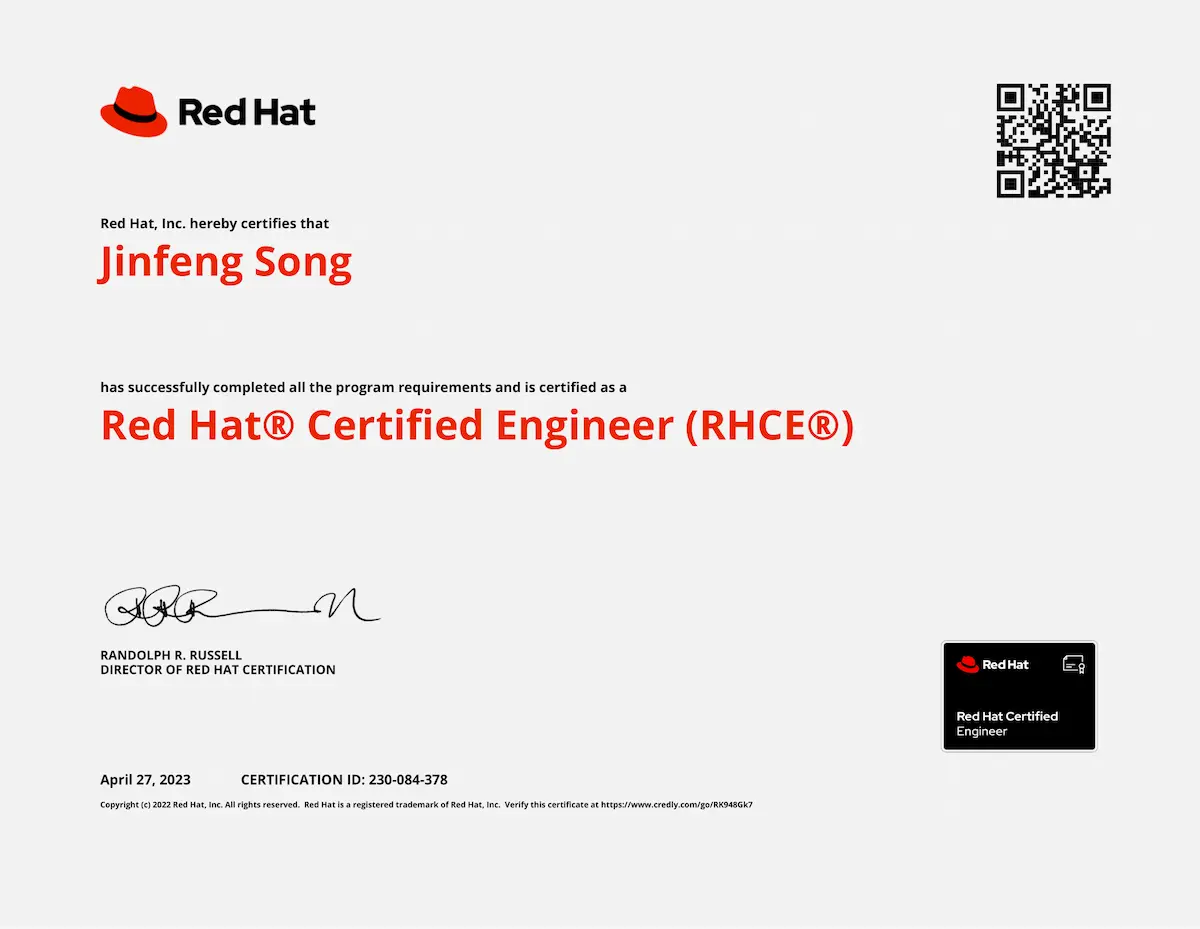 Red Hat
Red Hat, Inc. hereby certifies that
Jinfeng Song
has successfully completed all the program requirements and is certified as a
Red Hat® Certified Engineer (RHCE®)
RANDOLPH R. RUSSELL
DIRECTOR OF RED HAT CERTIFICATION
Red Hat
Red Hat Certified
Engineer
April 27, 2023 CERTIFICATION ID: 230-084-378
Copyright (c) 2022 Red Hat, Inc. All rights reserved. Red Hat is a registered trademark of Red Hat, Inc. Verify this certificate at https://www.credly.com/go/RK948Gk7